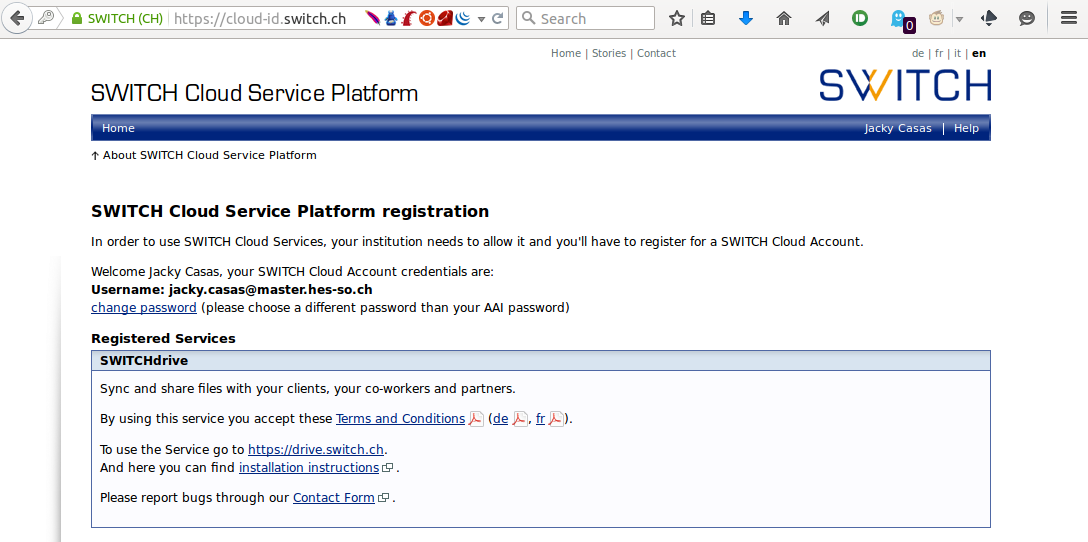 SWITCH (CH) https://cloud-id.switch.ch Search 0
Home | Stories | Contact de | fr | it | en
SWITCH Cloud Service Platform SWITCH
Home Jacky Casas | Help
↑ About SWITCH Cloud Service Platform
SWITCH Cloud Service Platform registration
In order to use SWITCH Cloud Services, your institution needs to allow it and you'll have to register for a SWITCH Cloud Account.
Welcome Jacky Casas, your SWITCH Cloud Account credentials are:
Username: jacky.casas@master.hes-so.ch
change password (please choose a different password than your AAI password)
Registered Services
SWITCHdrive
Sync and share files with your clients, your co-workers and partners.
By using this service you accept these Terms and Conditions (de , fr ).
To use the Service go to https://drive.switch.ch.
And here you can find installation instructions .
Please report bugs through our Contact Form .